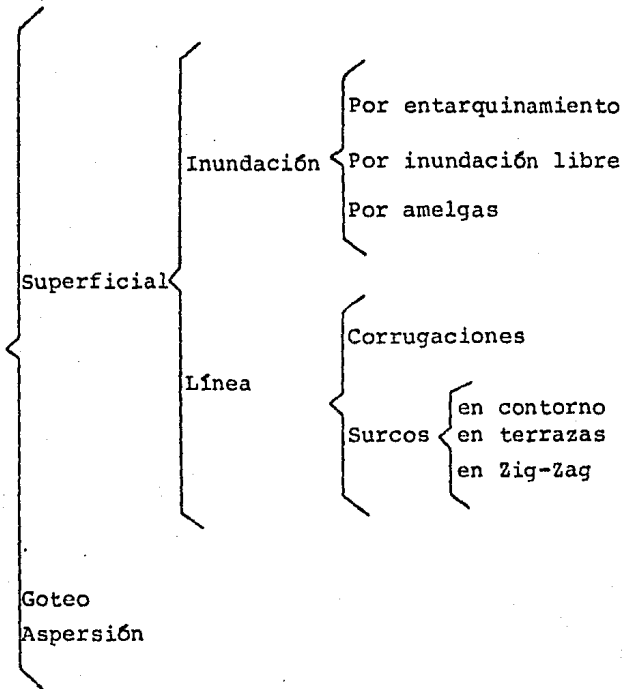 Por entarquinamiento
Inundación
Por inundación libre
Por amelgas
Superficial
Corrugaciones
Línea
en contorno
Surcos
en terrazas
en Zig-Zag
Goteo
Aspersión